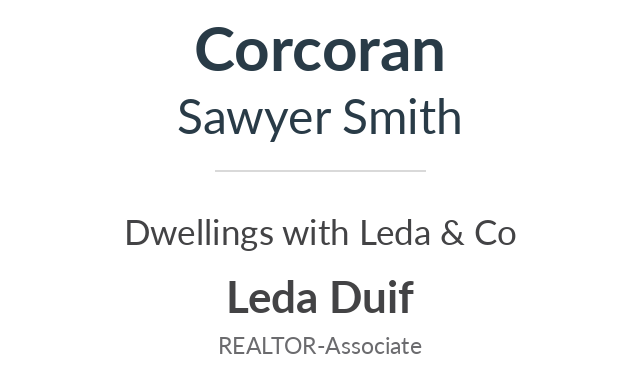 Corcoran
Sawyer Smith
Dwellings with Leda & Co
Leda Duif
REALTOR-Associate